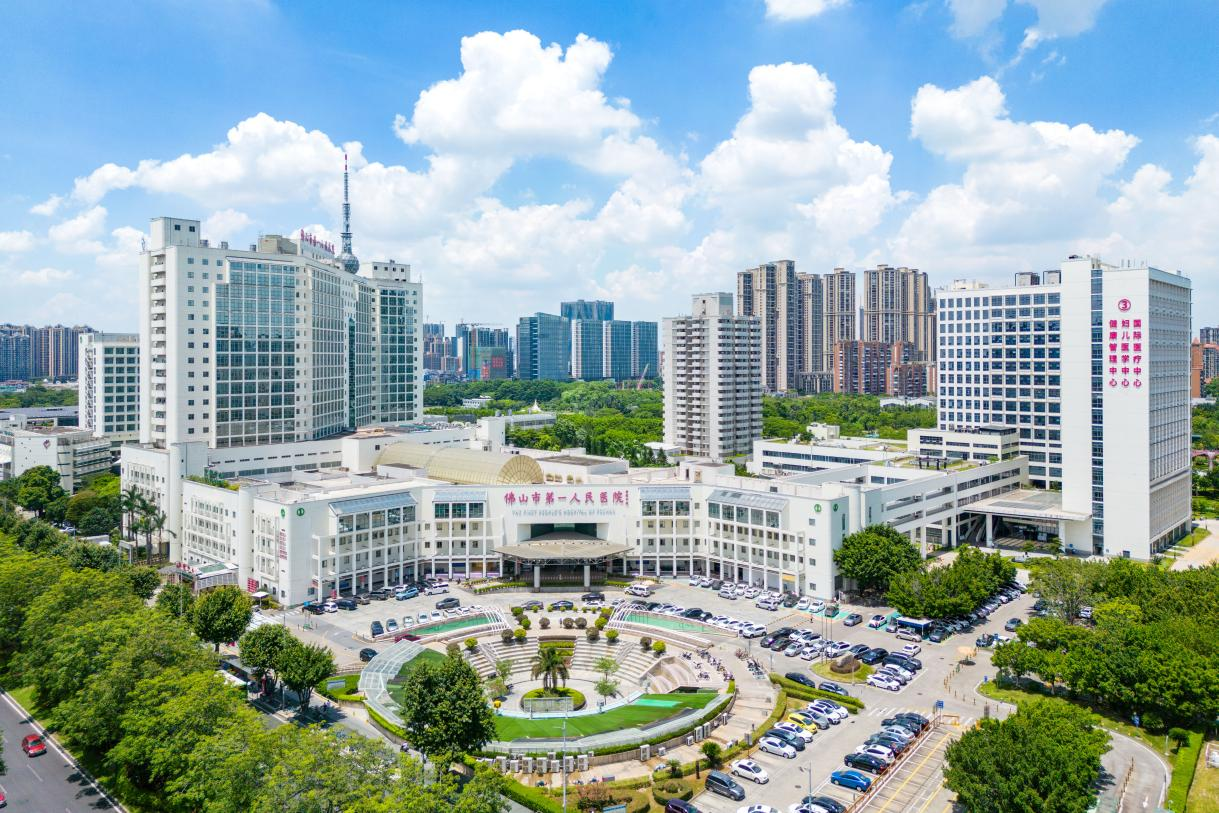 佛山市第一人民医院
THE FIRST PEOPLE'S HOSPITAL OF FOSHAN
③
国际医疗中心
妇儿医学中心
健康管理中心